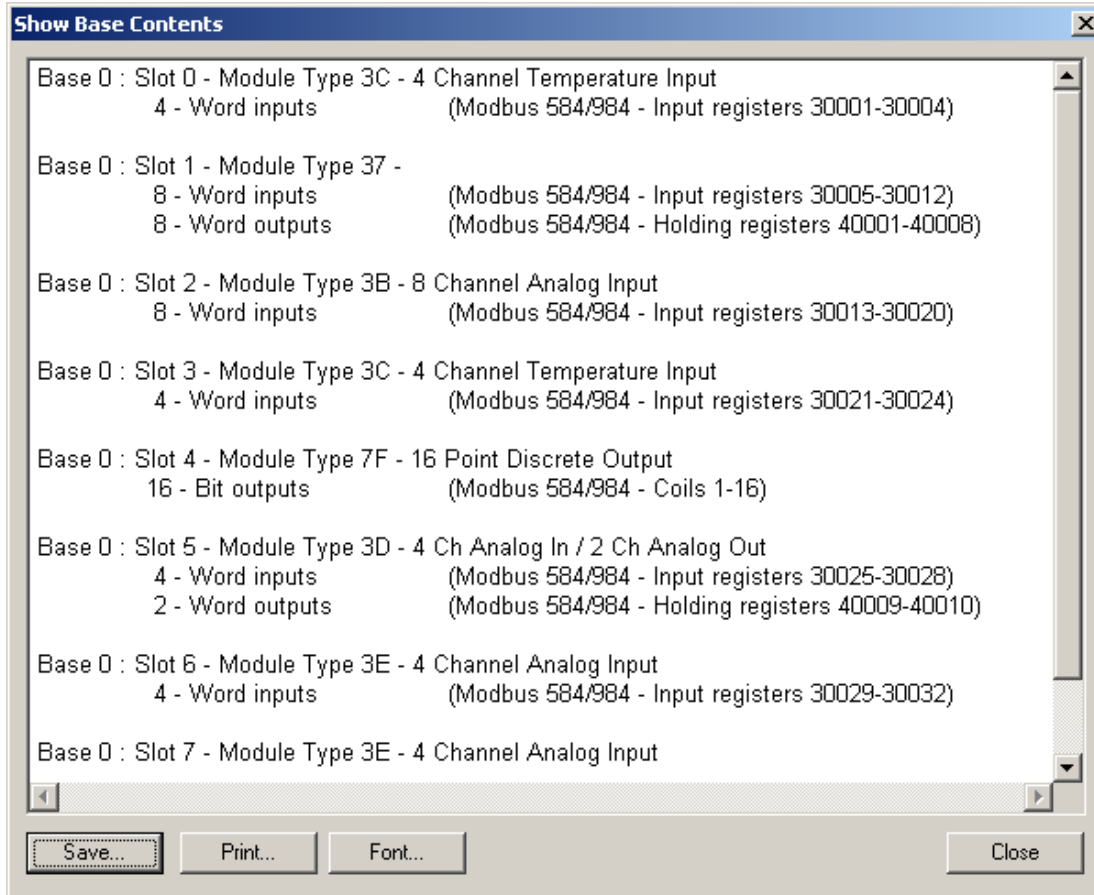 Show Base Contents
Base 0 : Slot 0 - Module Type 3C - 4 Channel Temperature Input
4 - Word inputs (Modbus 584/984 - Input registers 30001-30004)
Base 0 : Slot 1 - Module Type 37 -
8 - Word inputs (Modbus 584/984 - Input registers 30005-30012)
8 - Word outputs (Modbus 584/984 - Holding registers 40001-40008)
Base 0 : Slot 2 - Module Type 3B - 8 Channel Analog Input
8 - Word inputs (Modbus 584/984 - Input registers 30013-30020)
Base 0 : Slot 3 - Module Type 3C - 4 Channel Temperature Input
4 - Word inputs (Modbus 584/984 - Input registers 30021-30024)
Base 0 : Slot 4 - Module Type 7F - 16 Point Discrete Output
16 - Bit outputs (Modbus 584/984 - Coils 1-16)
Base 0 : Slot 5 - Module Type 3D - 4 Ch Analog In / 2 Ch Analog Out
4 - Word inputs (Modbus 584/984 - Input registers 30025-30028)
2 - Word outputs (Modbus 584/984 - Holding registers 40009-40010)
Base 0 : Slot 6 - Module Type 3E - 4 Channel Analog Input
4 - Word inputs (Modbus 584/984 - Input registers 30029-30032)
Base 0 : Slot 7 - Module Type 3E - 4 Channel Analog Input
Save... Print... Font... Close